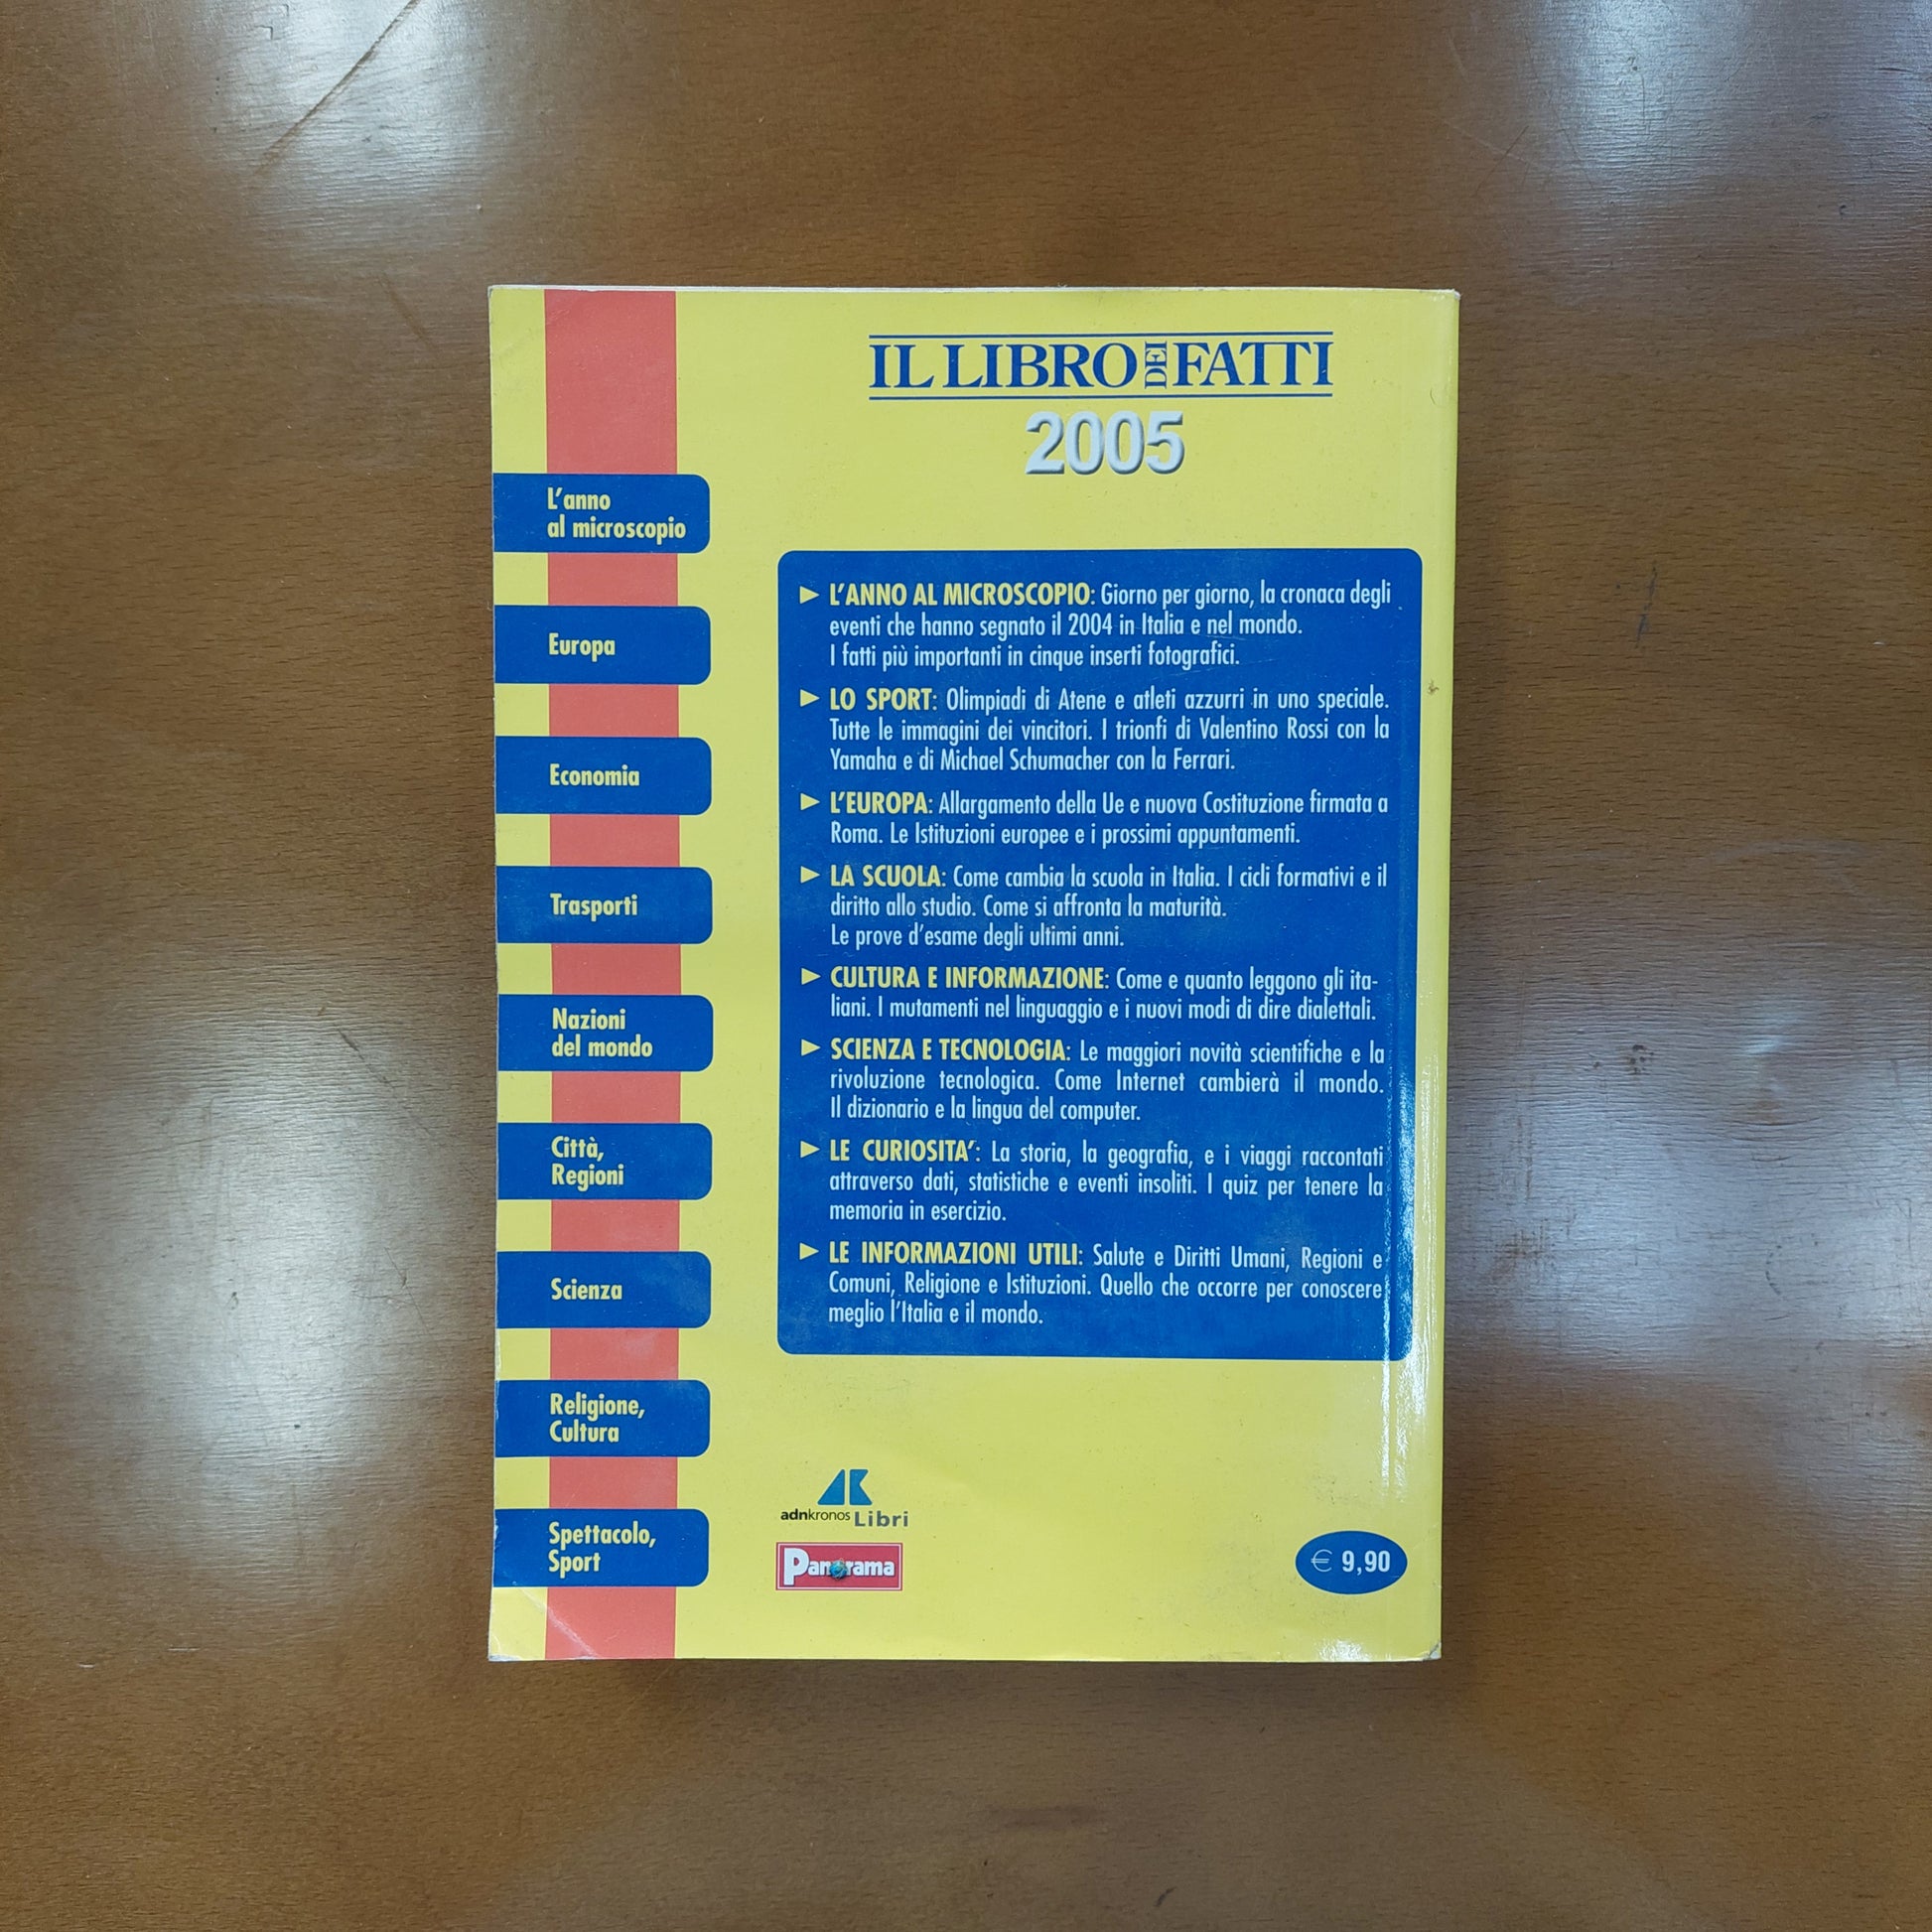 IL LIBRO DEI FATTI
2005
L'anno
al microscopio
Europa
Economia
Trasporti
Nazioni
del mondo
Città,
Regioni
Scienza
Religione,
Cultura
Spettacolo,
Sport
► L'ANNO AL MICROSCOPIO: Giorno per giorno, la cronaca degli
eventi che hanno segnato il 2004 in Italia e nel mondo.
I fatti più importanti in cinque inserti fotografici.
► LO SPORT: Olimpiadi di Atene e atleti azzurri in uno speciale.
Tutte le immagini dei vincitori. I trionfi di Valentino Rossi con la
Yamaha e di Michael Schumacher con la Ferrari.
► L'EUROPA: Allargamento della Ue e nuova Costituzione firmata a
Roma. Le Istituzioni europee e i prossimi appuntamenti.
► LA SCUOLA: Come cambia la scuola in Italia. I cicli formativi e il
diritto allo studio. Come si affronta la maturità.
Le prove d'esame degli ultimi anni.
► CULTURA E INFORMAZIONE: Come e quanto leggono gli ita-
liani. I mutamenti nel linguaggio e i nuovi modi di dire dialettali.
► SCIENZA E TECNOLOGIA: Le maggiori novità scientifiche e la
rivoluzione tecnologica. Come Internet cambierà il mondo.
Il dizionario e la lingua del computer.
► LE CURIOSITA': La storia, la geografia, e i viaggi raccontati
attraverso dati, statistiche e eventi insoliti. I quiz per tenere la
memoria in esercizio.
► LE INFORMAZIONI UTILI: Salute e Diritti Umani, Regioni e
Comuni, Religione e Istituzioni. Quello che occorre per conoscere
meglio l'Italia e il mondo.
adnkronos Libri
Panorama
€ 9,90